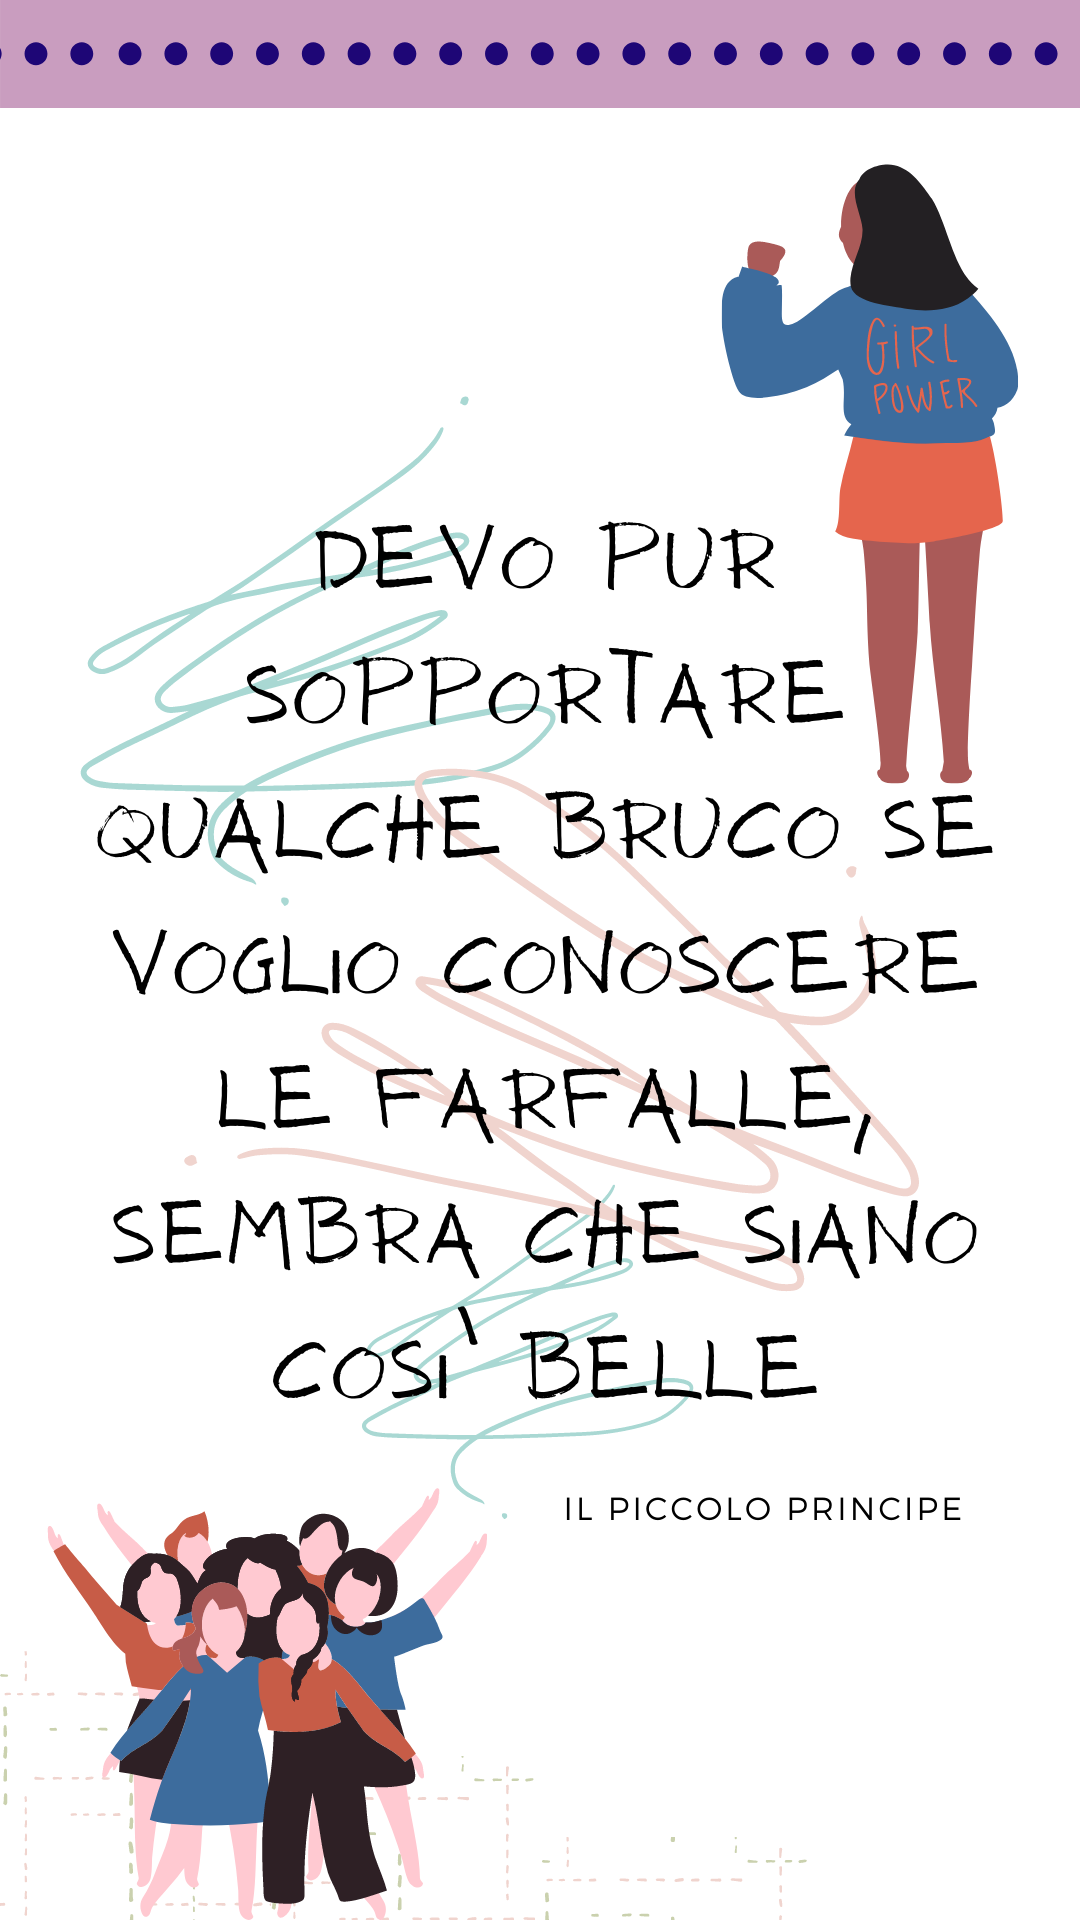 GiRL
POWER
DEVO PUR
SOPPORTARE
QUALCHE BRUCO SE
VOGLIO CONOSCERE
LE FARFALLE,
SEMBRA CHE SIANO
COSI` BELLE
IL PICCOLO PRINCIPE